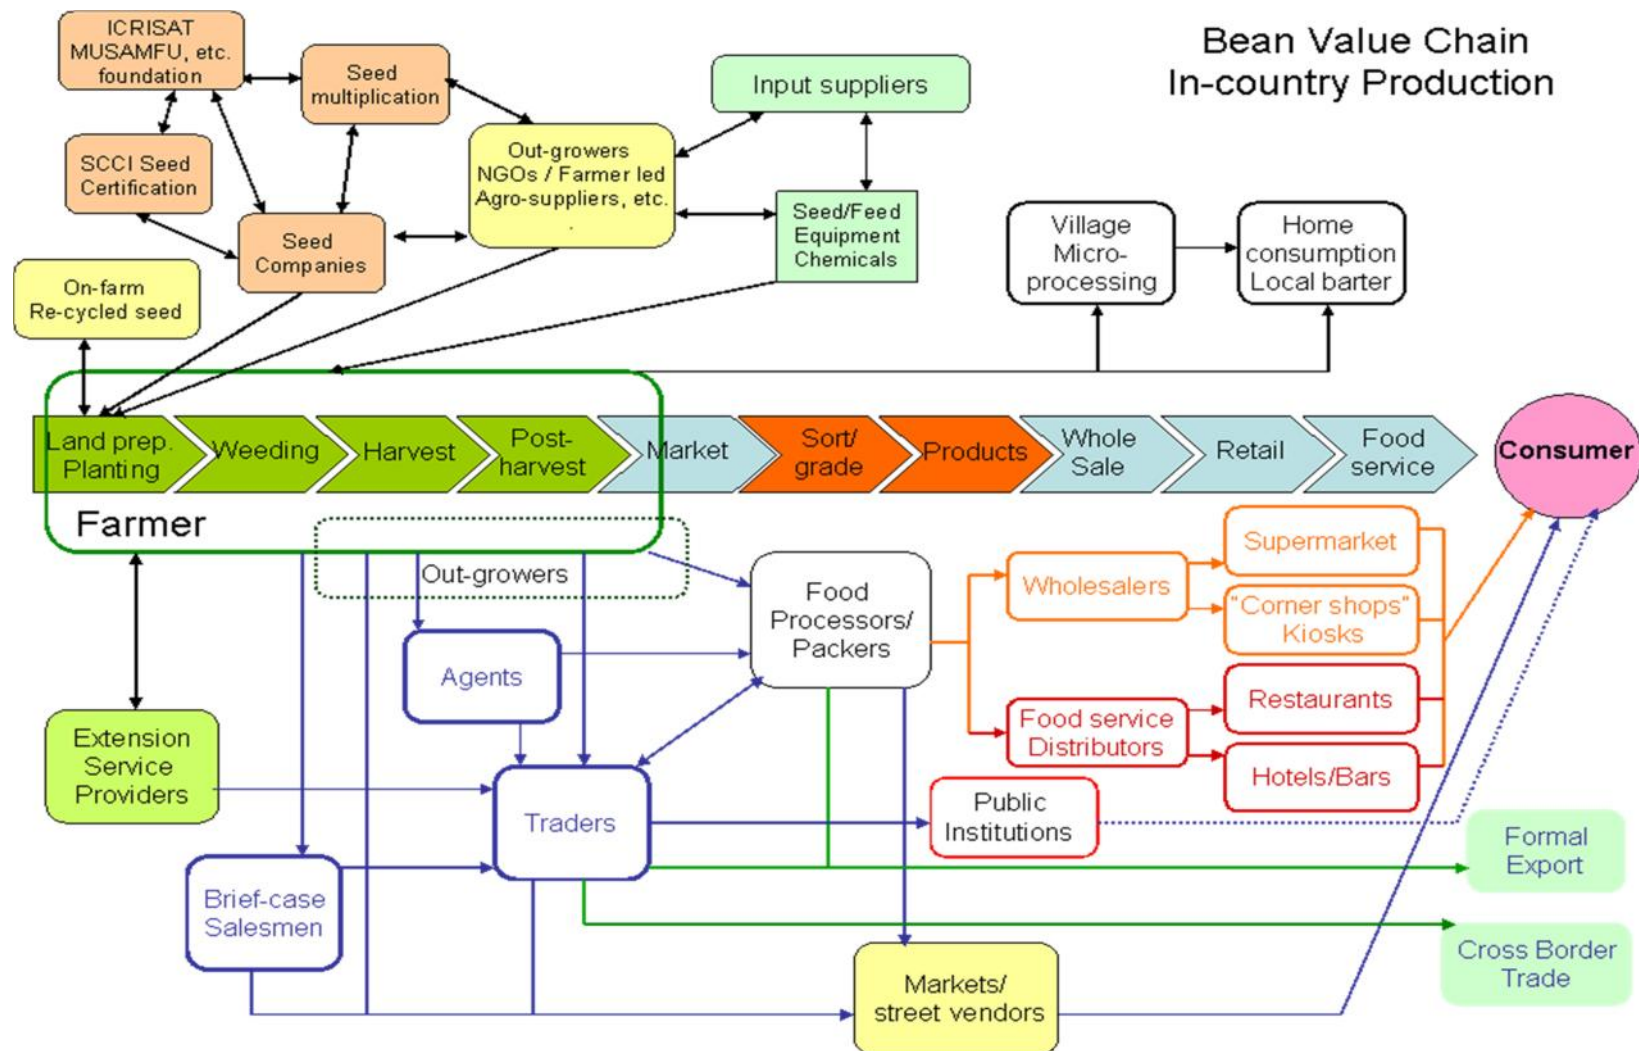 Bean Value Chain
In-country Production
ICRISAT
MUSAMFU, etc.
foundation
Seed
multiplication
Input suppliers
SCCI Seed
Certification
Out-growers
NGOs / Farmer led
Agro-suppliers, etc.
.
Seed/Feed
Equipment
Chemicals
Seed
Companies
Village
Micro-
processing
Home
consumption
Local barter
On-farm
Re-cycled seed
Land prep.
Planting
Weeding
Harvest
Post-
harvest
Market
Sort/
grade
Products
Whole
Sale
Retail
Food
service
Consumer
Farmer
Out-growers
Food
Processors/
Packers
Wholesalers
Supermarket
"Corner shops"
Kiosks
Agents
Food service
Distributors
Restaurants
Hotels/Bars
Extension
Service
Providers
Traders
Public
Institutions
Formal
Export
Brief-case
Salesmen
Markets/
street vendors
Cross Border
Trade